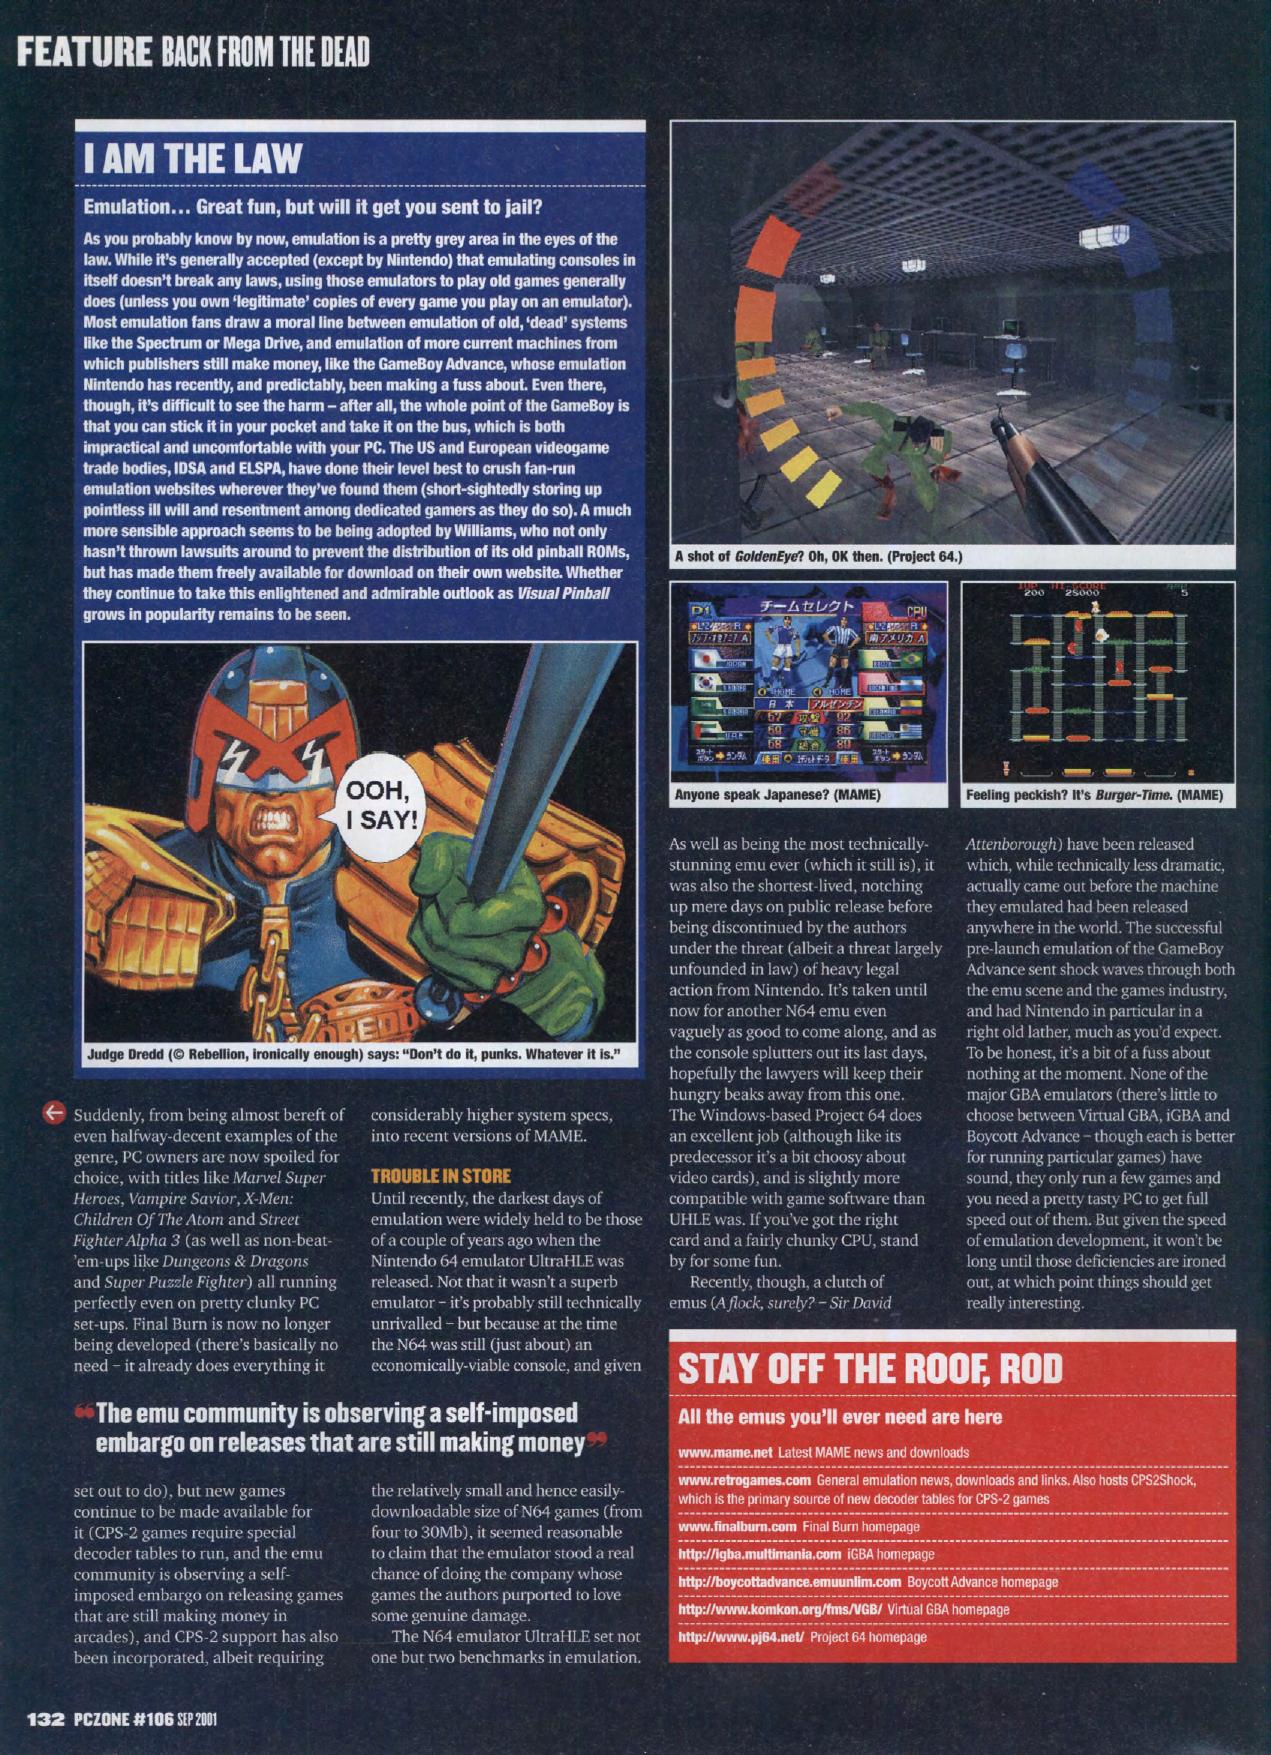 FEATURE BACK FROM THE DEAD
I AM THE LAW
Emulation... Great fun, but will it get you sent to jail?
As you probably know by now, emulation is a pretty grey area in the eyes of the
law. While it's generally accepted (except by Nintendo) that emulating consoles in
itself doesn't break any laws, using those emulators to play old games generally
does (unless you own 'legitimate' copies of every game you play on an emulator).
Most emulation fans draw a moral line between emulation of old, 'dead' systems
like the Spectrum or Mega Drive, and emulation of more current machines from
which publishers still make money, like the GameBoy Advance, whose emulation
Nintendo has recently, and predictably, been making a fuss about. Even there,
though, it's difficult to see the harm – after all, the whole point of the GameBoy is
that you can stick it in your pocket and take it on the bus, which is both
impractical and uncomfortable with your PC. The US and European videogame
trade bodies, IDSA and ELSPA, have done their level best to crush fan-run
emulation websites wherever they've found them (short-sightedly storing up
pointless ill will and resentment among dedicated gamers as they do so). A much
more sensible approach seems to be being adopted by Williams, who not only
hasn't thrown lawsuits around to prevent the distribution of its old pinball ROMs,
but has made them freely available for download on their own website. Whether
they continue to take this enlightened and admirable outlook as Visual Pinball
grows in popularity remains to be seen.
OOH,
I SAY!
DREDD
Judge Dredd (© Rebellion, ironically enough) says: "Don't do it, punks. Whatever it is."
Suddenly, from being almost bereft of
even halfway-decent examples of the
genre, PC owners are now spoiled for
choice, with titles like Marvel Super
Heroes, Vampire Savior, X-Men:
Children Of The Atom and Street
Fighter Alpha 3 (as well as non-beat-
'em-ups like Dungeons & Dragons
and Super Puzzle Fighter) all running
perfectly even on pretty clunky PC
set-ups. Final Burn is now no longer
being developed (there's basically no
need – it already does everything it
considerably higher system specs,
into recent versions of MAME.
TROUBLE IN STORE
Until recently, the darkest days of
emulation were widely held to be those
of a couple of years ago when the
Nintendo 64 emulator UltraHLE was
released. Not that it wasn't a superb
emulator – it's probably still technically
unrivalled – but because at the time
the N64 was still (just about) an
economically-viable console, and given
“The emu community is observing a self-imposed
embargo on releases that are still making money”
set out to do), but new games
continue to be made available for
it (CPS-2 games require special
decoder tables to run, and the emu
community is observing a self-
imposed embargo on releasing games
that are still making money in
arcades), and CPS-2 support has also
been incorporated, albeit requiring
the relatively small and hence easily-
downloadable size of N64 games (from
four to 30Mb), it seemed reasonable
to claim that the emulator stood a real
chance of doing the company whose
games the authors purported to love
some genuine damage.
The N64 emulator UltraHLE set not
one but two benchmarks in emulation.
A shot of GoldenEye? Oh, OK then. (Project 64.)
P1
チームセレクト
CPU
南アメリカ
HOME
HOME
日本
アルゼンチン
67 攻撃 92
59 守備 86
68 総合 89
Anyone speak Japanese? (MAME)
1UP HI-SCORE
200 28000 5
Feeling peckish? It's Burger-Time. (MAME)
As well as being the most technically-
stunning emu ever (which it still is), it
was also the shortest-lived, notching
up mere days on public release before
being discontinued by the authors
under the threat (albeit a threat largely
unfounded in law) of heavy legal
action from Nintendo. It's taken until
now for another N64 emu even
vaguely as good to come along, and as
the console splutters out its last days,
hopefully the lawyers will keep their
hungry beaks away from this one.
The Windows-based Project 64 does
an excellent job (although like its
predecessor it's a bit choosy about
video cards), and is slightly more
compatible with game software than
UHLE was. If you've got the right
card and a fairly chunky CPU, stand
by for some fun.
Recently, though, a clutch of
emus (A flock, surely? – Sir David
Attenborough) have been released
which, while technically less dramatic,
actually came out before the machine
they emulated had been released
anywhere in the world. The successful
pre-launch emulation of the GameBoy
Advance sent shock waves through both
the emu scene and the games industry,
and had Nintendo in particular in a
right old lather, much as you'd expect.
To be honest, it's a bit of a fuss about
nothing at the moment. None of the
major GBA emulators (there's little to
choose between Virtual GBA, iGBA and
Boycott Advance – though each is better
for running particular games) have
sound, they only run a few games and
you need a pretty tasty PC to get full
speed out of them. But given the speed
of emulation development, it won't be
long until those deficiencies are ironed
out, at which point things should get
really interesting.
STAY OFF THE ROOF, ROD
All the emus you'll ever need are here
www.mame.net Latest MAME news and downloads
www.retrogames.com General emulation news, downloads and links. Also hosts CPS2Shock,
which is the primary source of new decoder tables for CPS-2 games
www.finalburn.com Final Burn homepage
http://igba.multimania.com iGBA homepage
http://boycottadvance.emuunlim.com Boycott Advance homepage
http://www.komkon.org/fms/VGB/ Virtual GBA homepage
http://www.pj64.net/ Project 64 homepage
132 PCZONE #106 SEP 2001